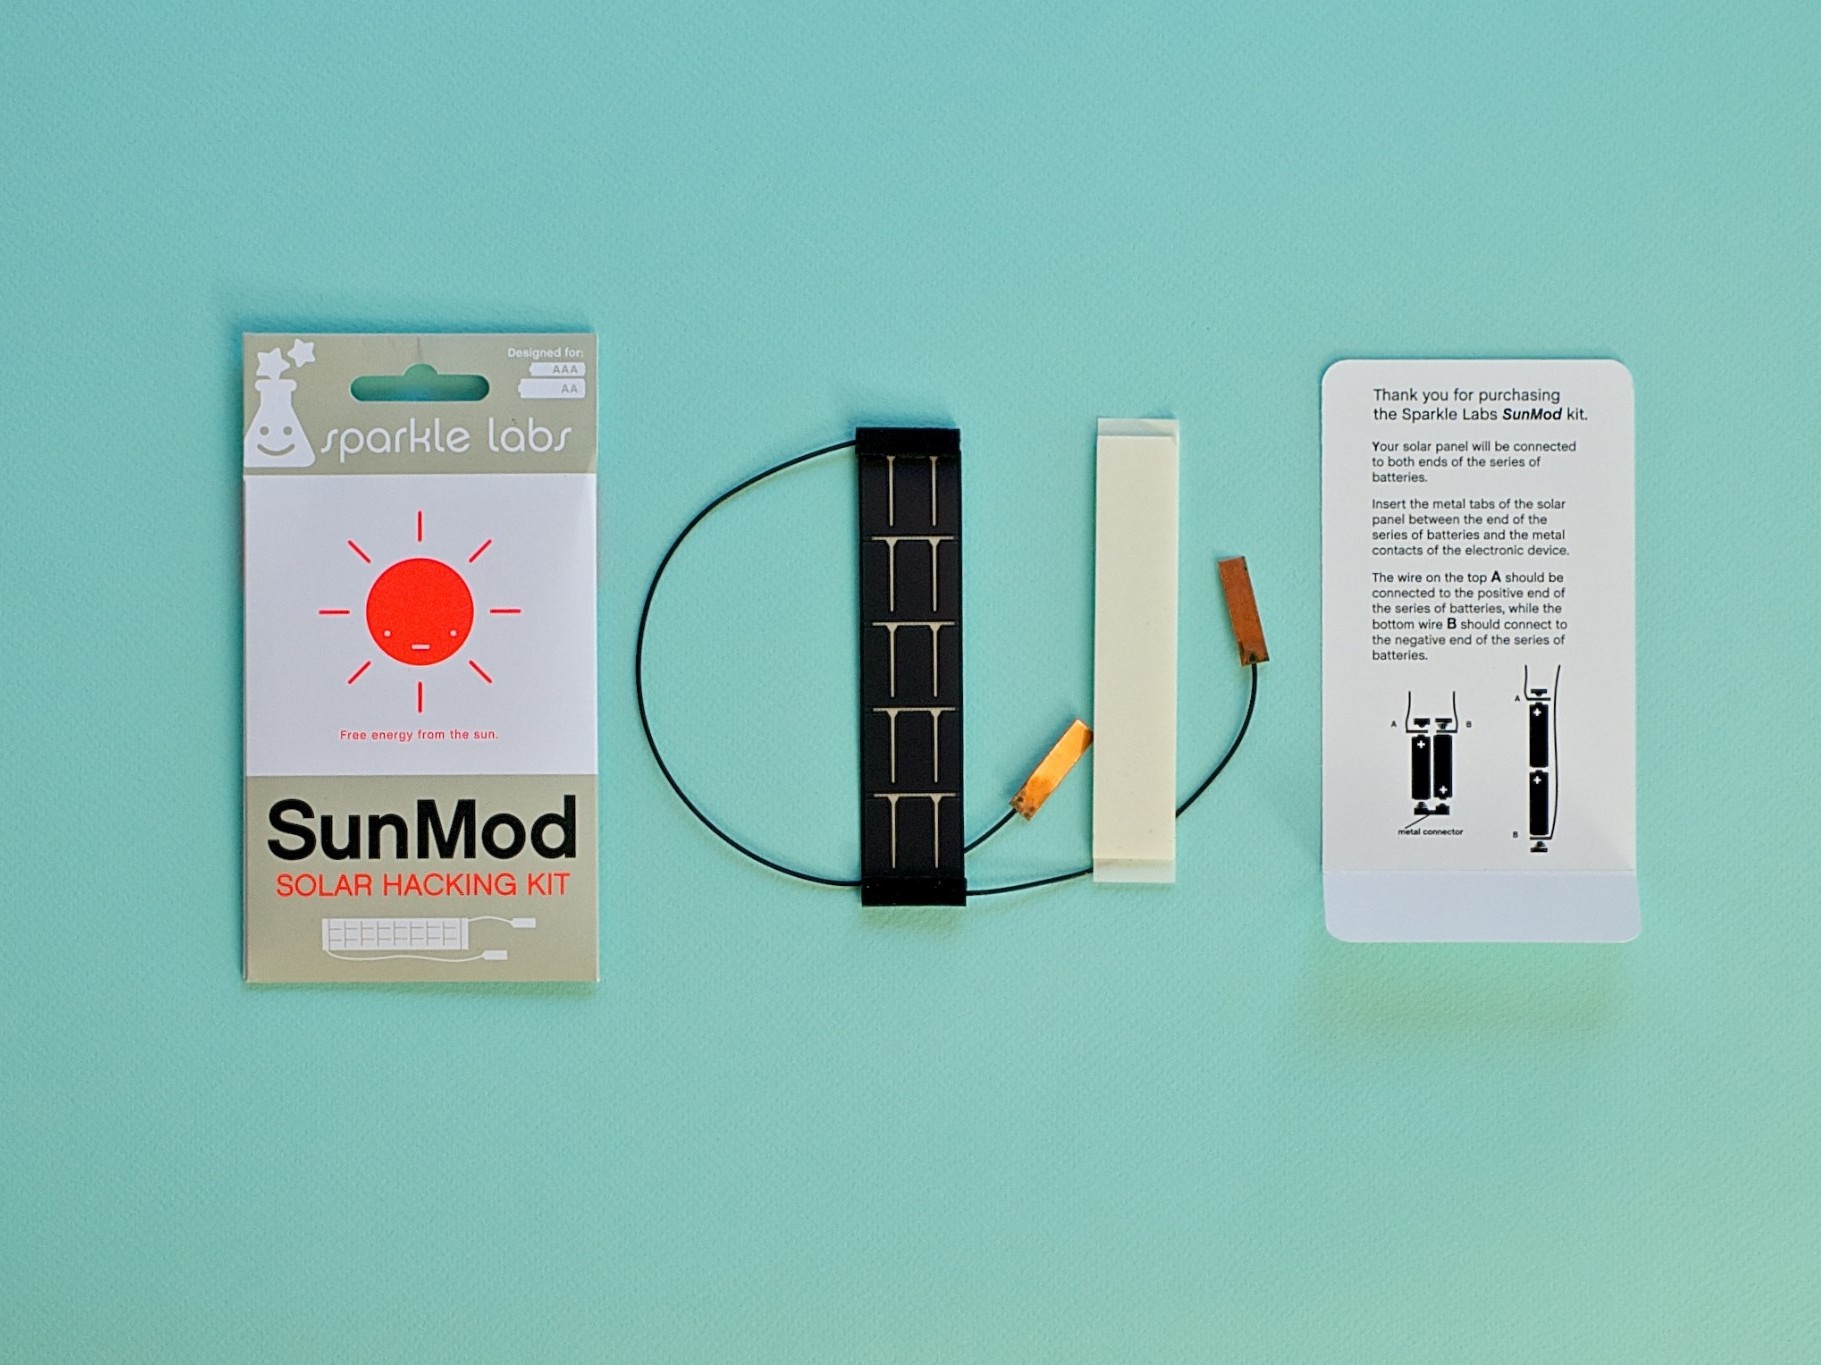 Designed for:
AAA
AA
sparkle labs
Free energy from the sun.
SunMod
SOLAR HACKING KIT
Thank you for purchasing
the Sparkle Labs SunMod kit.
Your solar panel will be connected
to both ends of the series of
batteries.
Insert the metal tabs of the solar
panel between the end of the
series of batteries and the metal
contacts of the electronic device.
The wire on the top A should be
connected to the positive end of
the series of batteries, while the
bottom wire B should connect to
the negative end of the series of
batteries.
A
B
metal connector
A
B